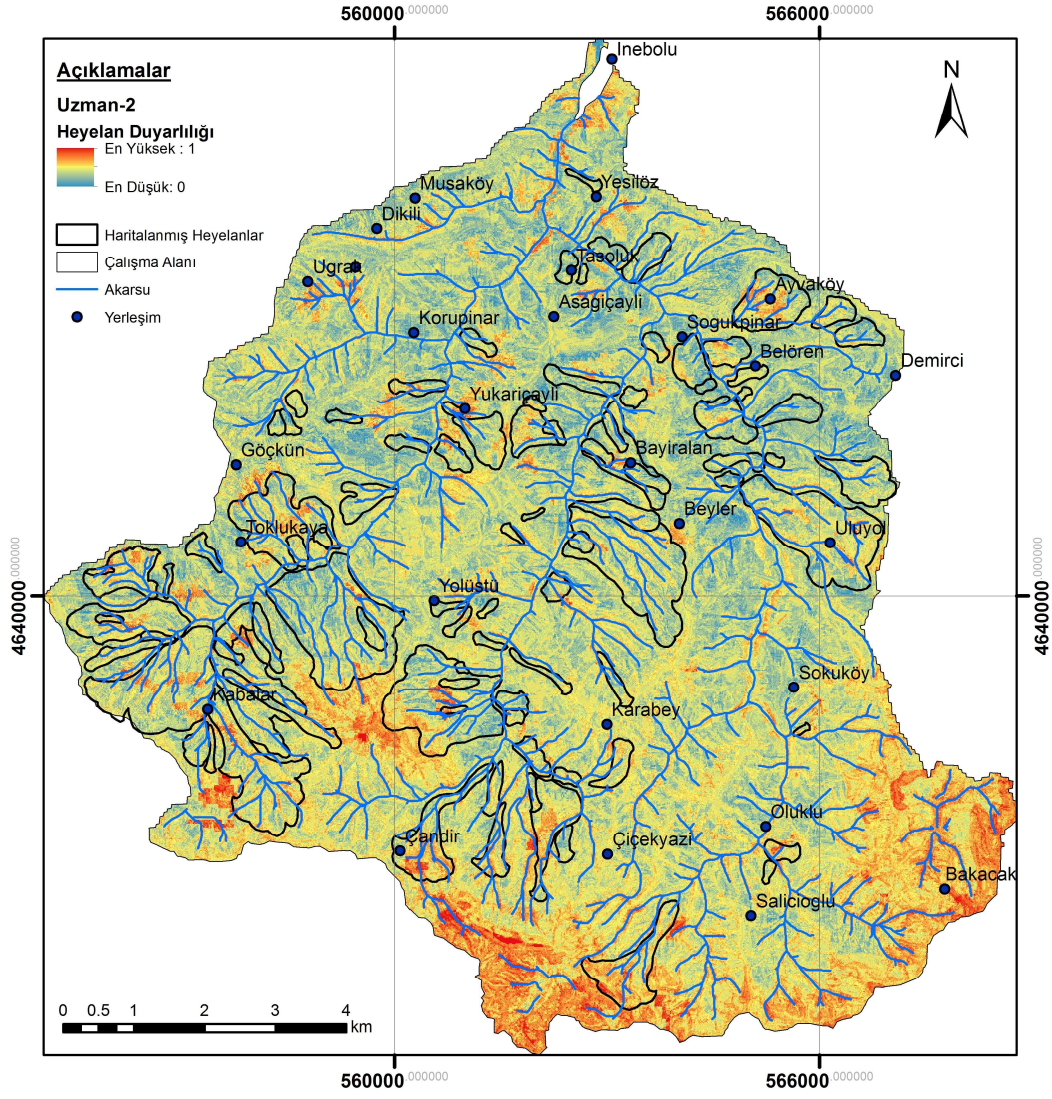 560000.000000
566000.000000
Inebolu
Açıklamalar
N
Uzman-2
Heyelan Duyarlılığı
En Yüksek : 1
En Düşük: 0
Haritalanmış Heyelanlar
Çalışma Alanı
Akarsu
Yerleşim
Yesilöz
Musaköy
Dikili
Tasoluk
Ugrak
Ayvaköy
Asagiçayli
Korupinar
Sogukpinar
Belören
Demirci
Yukariçayli
Bayiralan
Göçkün
Beyler
Toklukaya
Uluyol
4640000.000000
4640000.000000
Yolüstü
Sokuköy
Kabalar
Karabey
Oluklu
Çandir
Çiçekyazi
Bakacak
Salicioglu
0 0.5 1 2 3 4
km
560000.000000
566000.000000